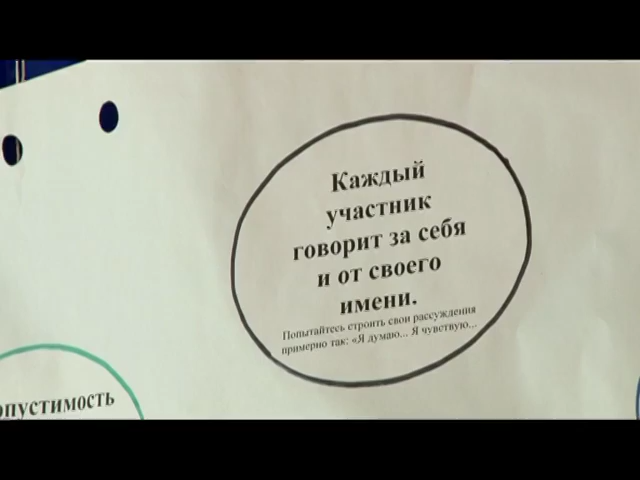 Каждый
участник
говорит за себя
и от своего
имени.
Попытайтесь строить свои рассуждения
примерно так: «Я думаю... Я чувствую...
опустимость